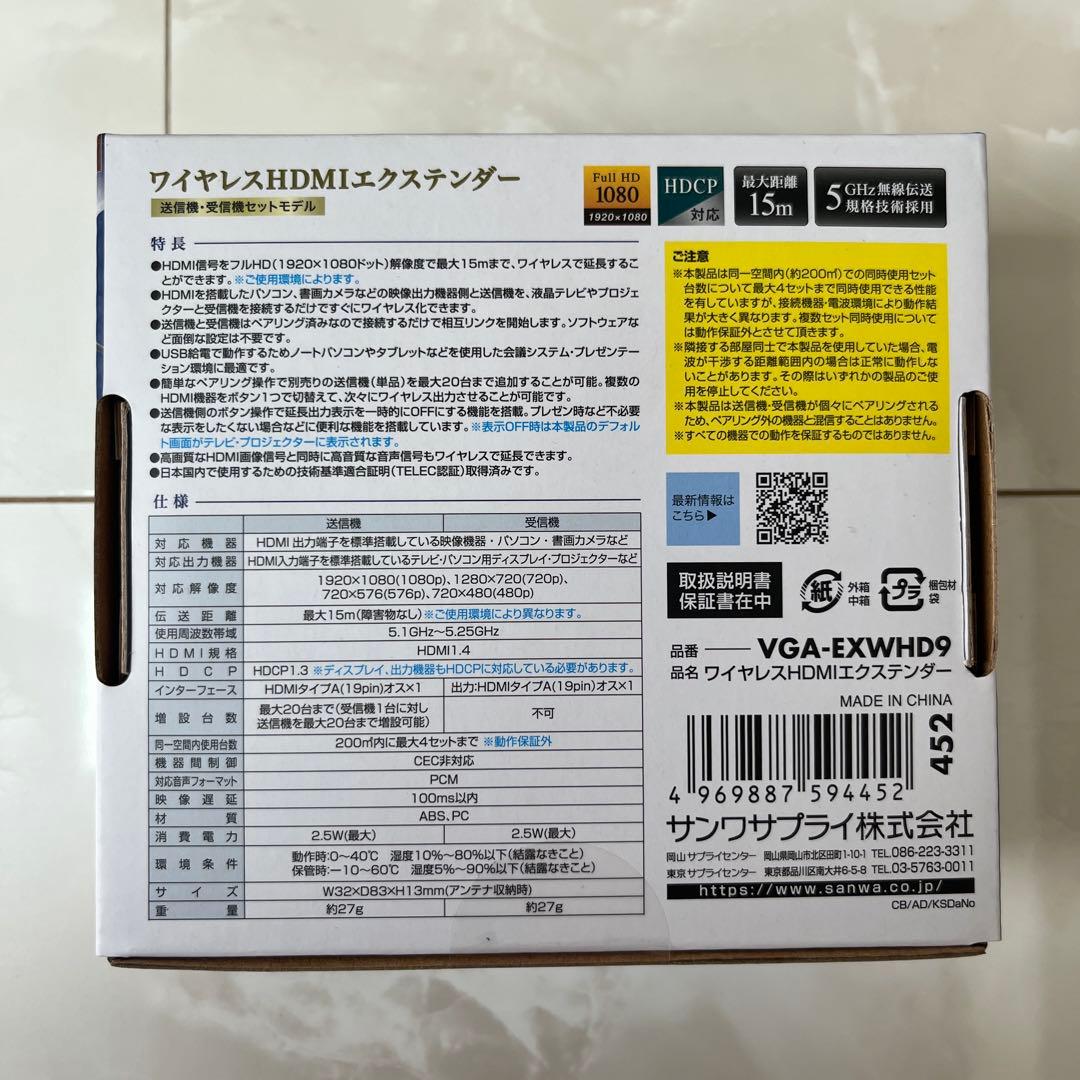 ワイヤレスHDMIエクステンダー
送信機・受信機セットモデル
Full HD
1080
1920×1080
HDCP
対応
最大距離
15m
5GHz無線伝送
規格技術採用
特長
●HDMI信号をフルHD(1920×1080ドット)解像度で最大15mまで、ワイヤレスで延長するこ
とができます。※ご使用環境によります。
●HDMIを搭載したパソコン、書画カメラなどの映像出力機器側と送信機を、液晶テレビやプロジェ
クターと受信機を接続するだけですぐにワイヤレス化できます。
●送信機と受信機はペアリング済みなので接続するだけで相互リンクを開始します。ソフトウェアな
ど面倒な設定は不要です。
●USB給電で動作するためノートパソコンやタブレットなどを使用した会議システム・プレゼンテー
ション環境に最適です。
●簡単なペアリング操作で別売りの送信機(単品)を最大20台まで追加することが可能。複数の
HDMI機器をボタン1つで切替えて、次々にワイヤレス出力させることが可能です。
●送信機側のボタン操作で延長出力表示を一時的にOFFにする機能を搭載。プレゼン時など不必要
な表示をしたくない場合などに便利な機能を搭載しています。※表示OFF時は本製品のデフォル
ト画面がテレビ・プロジェクターに表示されます。
●高画質なHDMI画像信号と同時に高音質な音声信号もワイヤレスで延長できます。
●日本国内で使用するための技術基準適合証明(TELEC認証)取得済みです。
仕様
送信機 受信機
対応機器 HDMI出力端子を標準搭載している映像機器・パソコン・書画カメラなど
対応出力機器 HDMI入力端子を標準搭載しているテレビ・パソコン用ディスプレイ・プロジェクターなど
対応解像度 1920×1080(1080p)、1280×720(720p)、
720×576(576p)、720×480(480p)
伝送距離 最大15m(障害物なし)※ご使用環境により異なります。
使用周波数帯域 5.1GHz～5.25GHz
HDMI規格 HDMI1.4
HDCP HDCP1.3 ※ディスプレイ、出力機器もHDCPに対応している必要があります。
インターフェース HDMIタイプA(19pin)オス×1 出力:HDMIタイプA(19pin)オス×1
増設台数 最大20台まで(受信機1台に対し
送信機を最大20台まで増設可能) 不可
同一空間内使用台数 200㎡内に最大4セットまで ※動作保証外
機器間制御 CEC非対応
対応音声フォーマット PCM
映像遅延 100ms以内
材質 ABS、PC
消費電力 2.5W(最大) 2.5W(最大)
環境条件 動作時:0～40℃ 湿度10%～80%以下(結露なきこと)
保管時:－10～60℃ 湿度5%～90%以下(結露なきこと)
サイズ W32×D83×H13mm(アンテナ収納時)
重量 約27g 約27g
ご注意
※本製品は同一空間内(約200㎡)での同時使用セット
台数について最大4セットまで同時使用できる性能
を有していますが、接続機器・電波環境により動作結
果が大きく異なります。複数セット同時使用について
は動作保証外とさせて頂きます。
※隣接する部屋同士で本製品を使用していた場合、電
波が干渉する距離範囲内の場合は正常に動作しな
いことがあります。その際はいずれかの製品のご使
用を停止してください。
※本製品は送信機・受信機が個々にペアリングされる
ため、ペアリング外の機器と混信することはありません。
※すべての機器での動作を保証するものではありません。
最新情報は
こちら▶
取扱説明書
保証書在中
紙
外箱
中箱
プラ
梱包材
袋
品番 VGA-EXWHD9
品名 ワイヤレスHDMIエクステンダー
MADE IN CHINA
452
4 969887 594452
サンワサプライ株式会社
岡山サプライセンター 岡山県岡山市北区田町1-10-1 TEL.086-223-3311
東京サプライセンター 東京都品川区南大井6-5-8 TEL.03-5763-0011
https://www.sanwa.co.jp/
CB/AD/KSDaNo